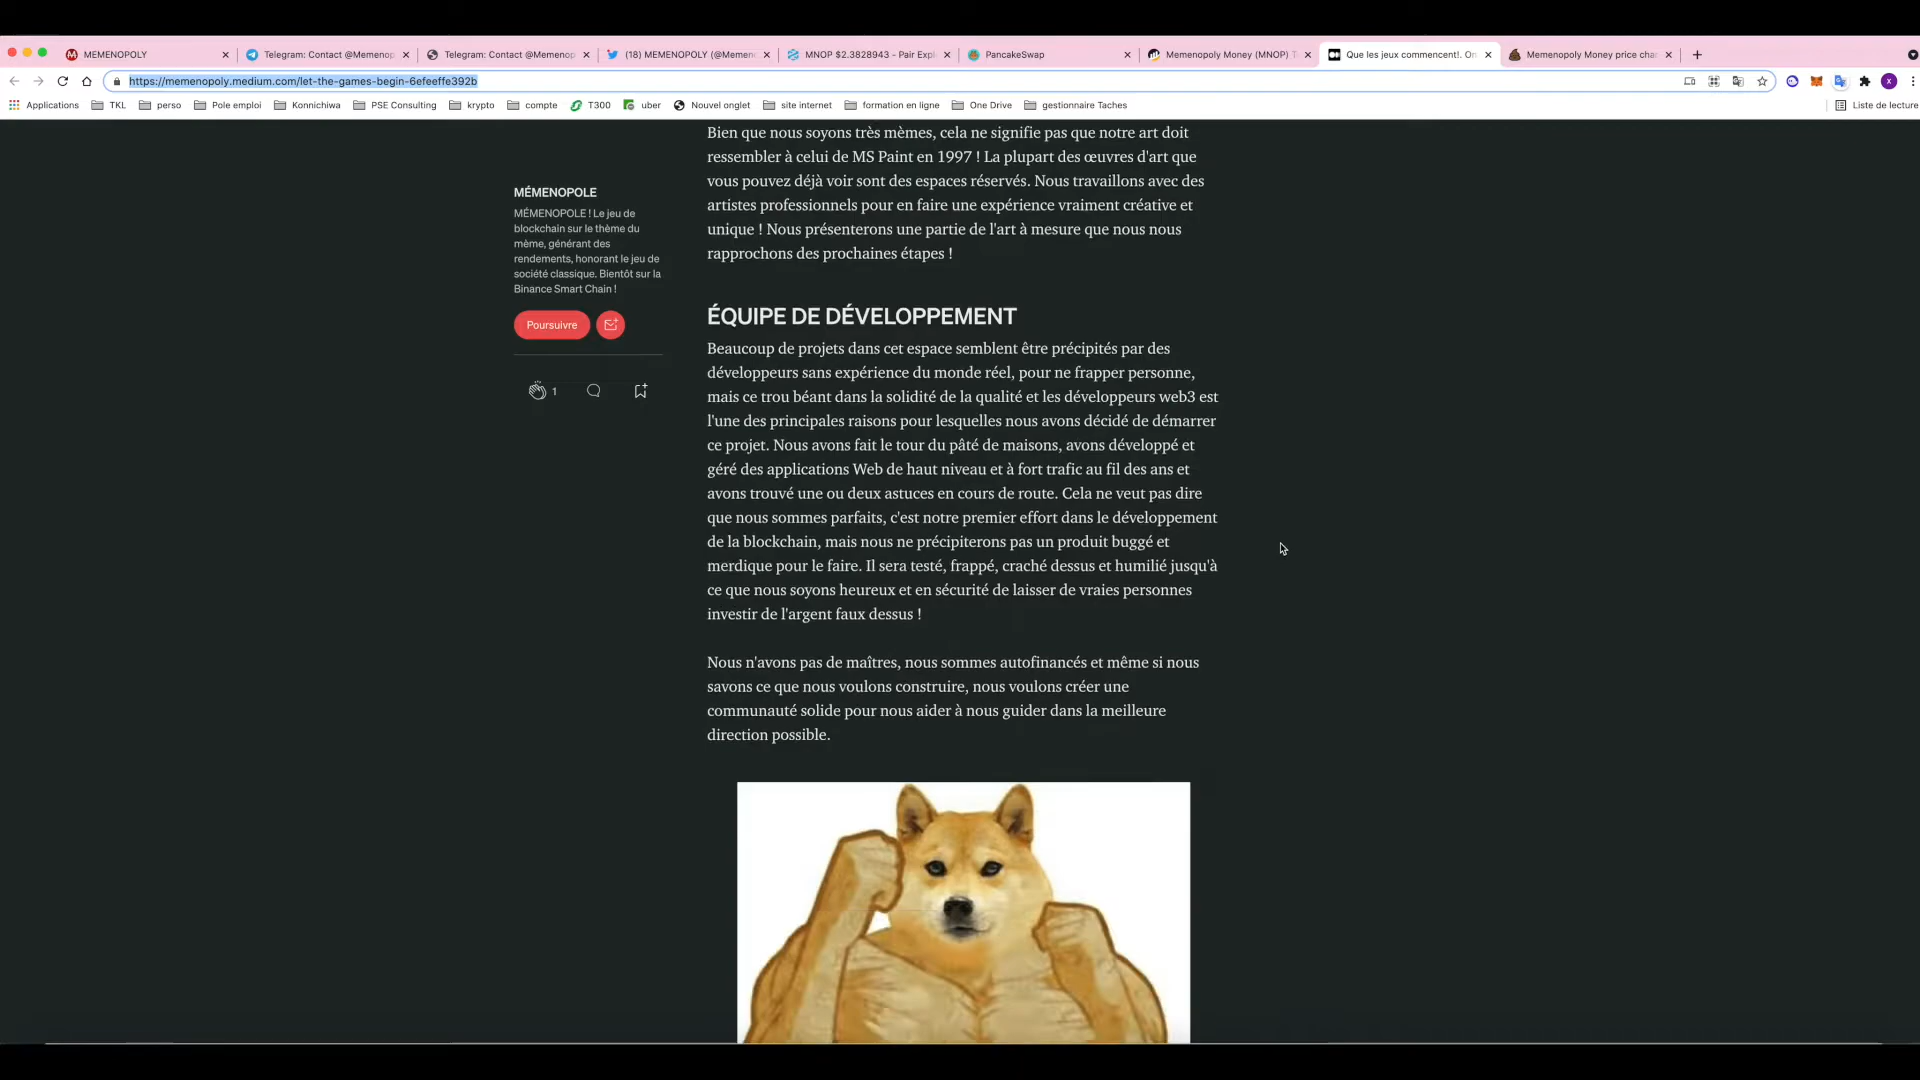 MEMENOPOLY
Telegram: Contact @Memenop
Telegram: Contact @Memenop
(18) MEMENOPOLY (@Memen
MNOP $2.3828943 - Pair Expl
PancakeSwap
Memenopoly Money (MNOP) T
Que les jeux commencent!. On
Memenopoly Money price cha
https://memenopoly.medium.com/let-the-games-begin-6efeeffe392b
Applications
TKL
perso
Pole emploi
Konnichiwa
PSE Consulting
krypto
compte
T300
uber
Nouvel onglet
site internet
formation en ligne
One Drive
gestionnaire Taches
Liste de lecture
MÉMENOPOLE
MÉMENOPOLE ! Le jeu de
blockchain sur le thème du
mème, générant des
rendements, honorant le jeu de
société classique. Bientôt sur la
Binance Smart Chain !
Poursuivre
1
Bien que nous soyons très mèmes, cela ne signifie pas que notre art doit
ressembler à celui de MS Paint en 1997 ! La plupart des œuvres d'art que
vous pouvez déjà voir sont des espaces réservés. Nous travaillons avec des
artistes professionnels pour en faire une expérience vraiment créative et
unique ! Nous présenterons une partie de l'art à mesure que nous nous
rapprochons des prochaines étapes !
ÉQUIPE DE DÉVELOPPEMENT
Beaucoup de projets dans cet espace semblent être précipités par des
développeurs sans expérience du monde réel, pour ne frapper personne,
mais ce trou béant dans la solidité de la qualité et les développeurs web3 est
l'une des principales raisons pour lesquelles nous avons décidé de démarrer
ce projet. Nous avons fait le tour du pâté de maisons, avons développé et
géré des applications Web de haut niveau et à fort trafic au fil des ans et
avons trouvé une ou deux astuces en cours de route. Cela ne veut pas dire
que nous sommes parfaits, c'est notre premier effort dans le développement
de la blockchain, mais nous ne précipiterons pas un produit buggé et
merdique pour le faire. Il sera testé, frappé, craché dessus et humilié jusqu'à
ce que nous soyons heureux et en sécurité de laisser de vraies personnes
investir de l'argent faux dessus !
Nous n'avons pas de maîtres, nous sommes autofinancés et même si nous
savons ce que nous voulons construire, nous voulons créer une
communauté solide pour nous aider à nous guider dans la meilleure
direction possible.